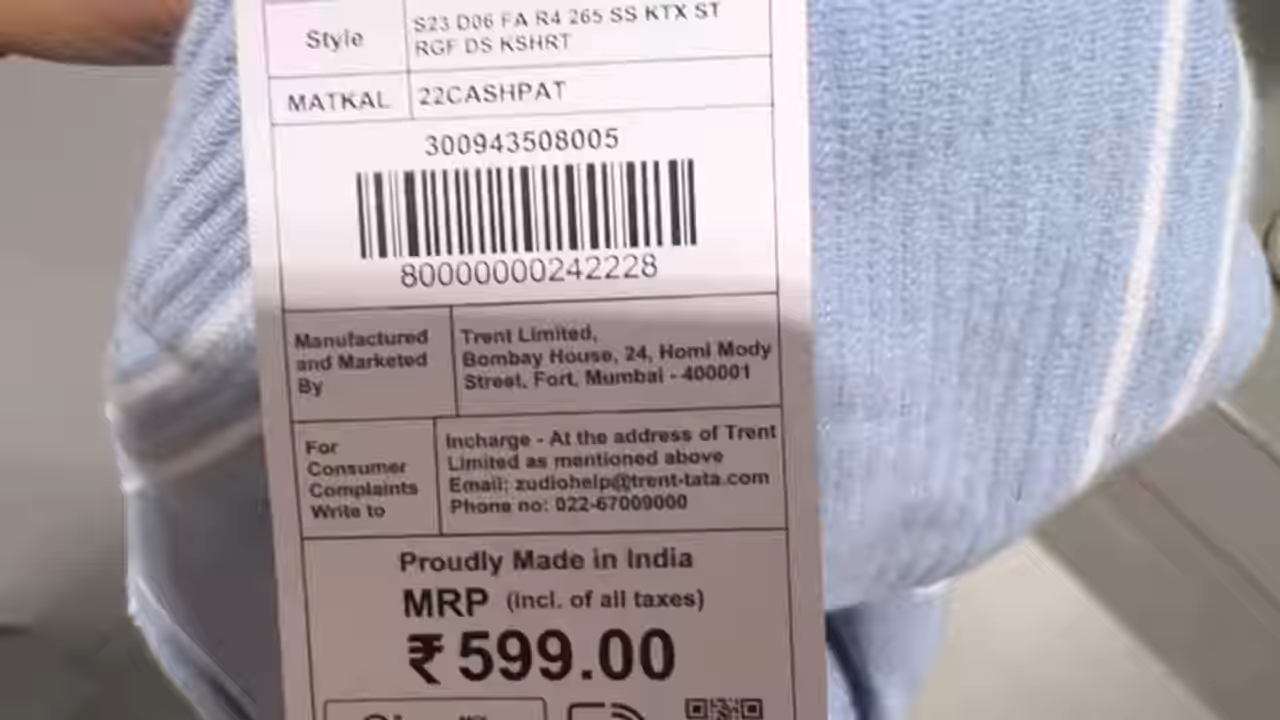 Style
S23 D06 FA R4 265 SS KTX ST
RGF DS KSHRT
MATKAL
22CASHPAT
300943508005
80000000242228
Manufactured
and Marketed
By
Trent Limited,
Bombay House, 24, Homi Mody
Street, Fort, Mumbai - 400001
For
Consumer
Complaints
Write to
Incharge - At the address of Trent
Limited as mentioned above
Email: zudiohelp@trent-tata.com
Phone no: 022-67009000
Proudly Made in India
MRP (incl. of all taxes)
₹ 599.00